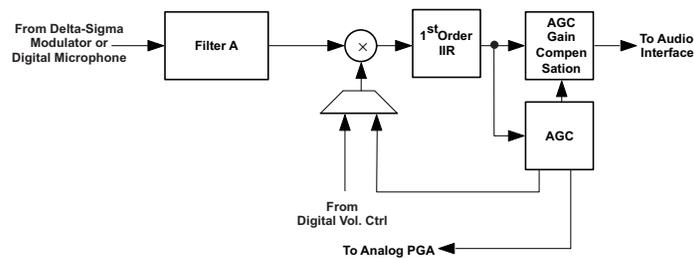 From Delta-Sigma
Modulator or
Digital Microphone
Filter A
×
1st Order
IIR
AGC
Gain
Compen
Sation
To Audio
Interface
AGC
From
Digital Vol. Ctrl
To Analog PGA